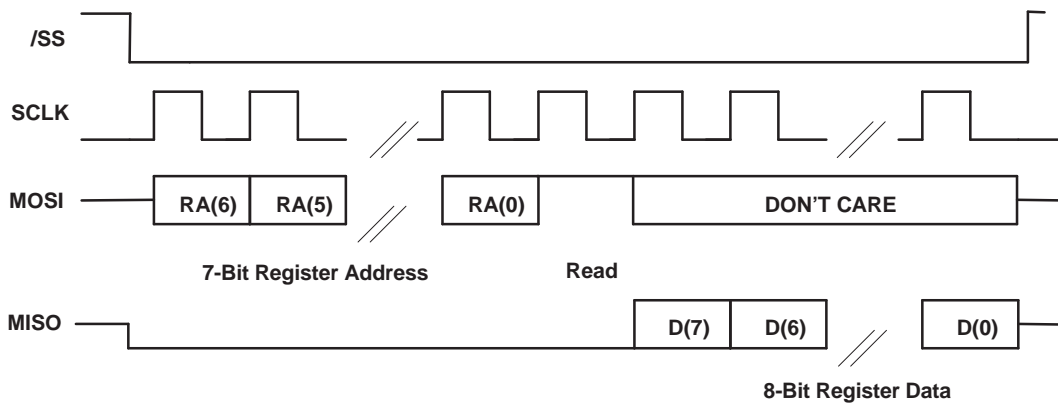 /SS
SCLK
MOSI RA(6) RA(5) RA(0) DON'T CARE
7-Bit Register Address Read
MISO D(7) D(6) D(0)
8-Bit Register Data